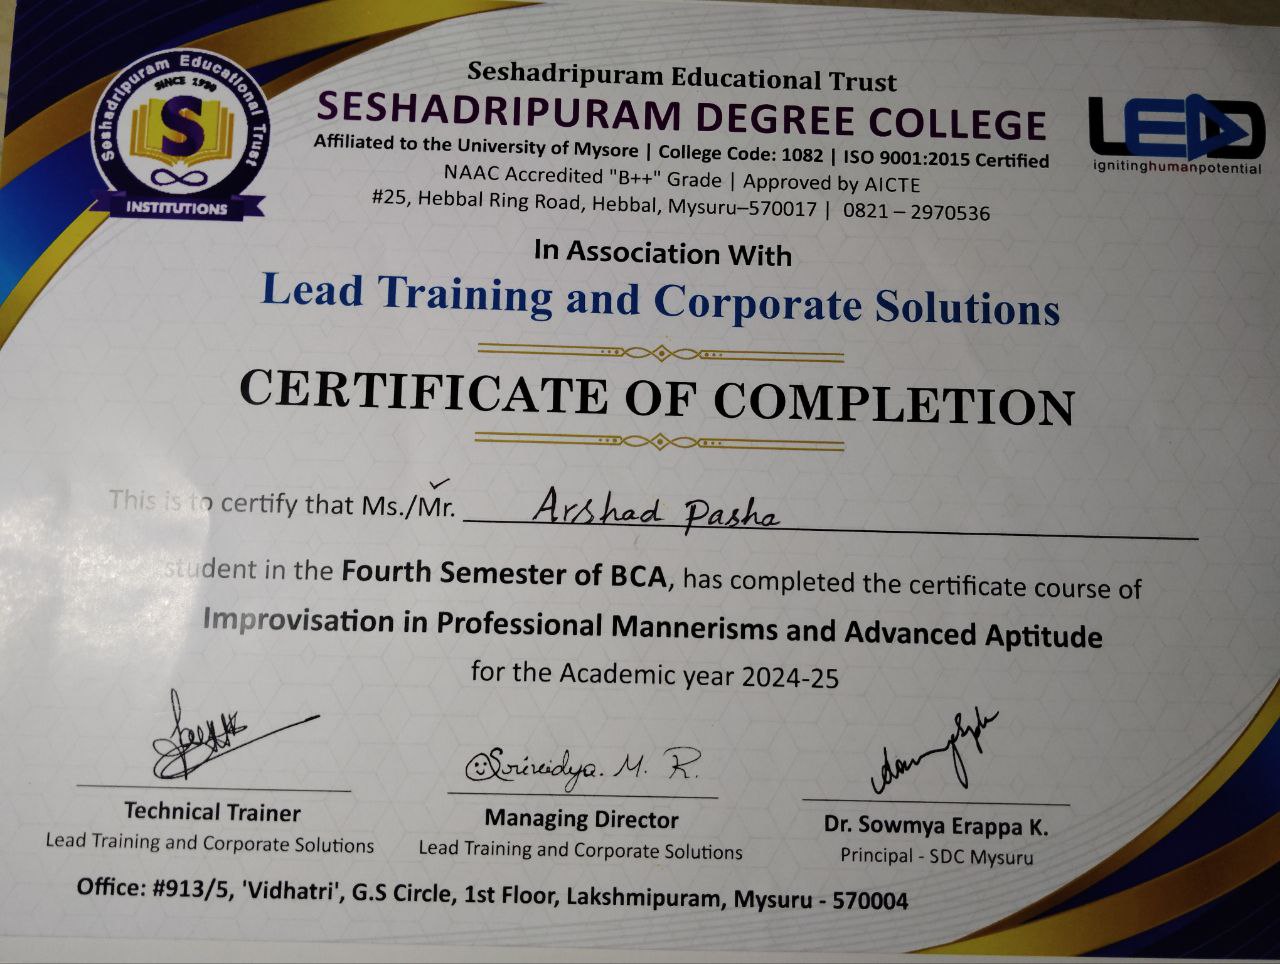 Seshadripuram Educational Trust
SINCE 1930
S
INSTITUTIONS
Seshadripuram Educational Trust
SESHADRIPURAM DEGREE COLLEGE
Affiliated to the University of Mysore | College Code: 1082 | ISO 9001:2015 Certified
NAAC Accredited "B++" Grade | Approved by AICTE
#25, Hebbal Ring Road, Hebbal, Mysuru–570017 | 0821 – 2970536
LEAD
ignitinghumanpotential
In Association With
Lead Training and Corporate Solutions
CERTIFICATE OF COMPLETION
This is to certify that Ms./Mr. Arshad Pasha
student in the Fourth Semester of BCA, has completed the certificate course of
Improvisation in Professional Mannerisms and Advanced Aptitude
for the Academic year 2024-25
Srividya. M. R.
Technical Trainer
Lead Training and Corporate Solutions
Managing Director
Lead Training and Corporate Solutions
Dr. Sowmya Erappa K.
Principal - SDC Mysuru
Office: #913/5, 'Vidhatri', G.S Circle, 1st Floor, Lakshmipuram, Mysuru - 570004